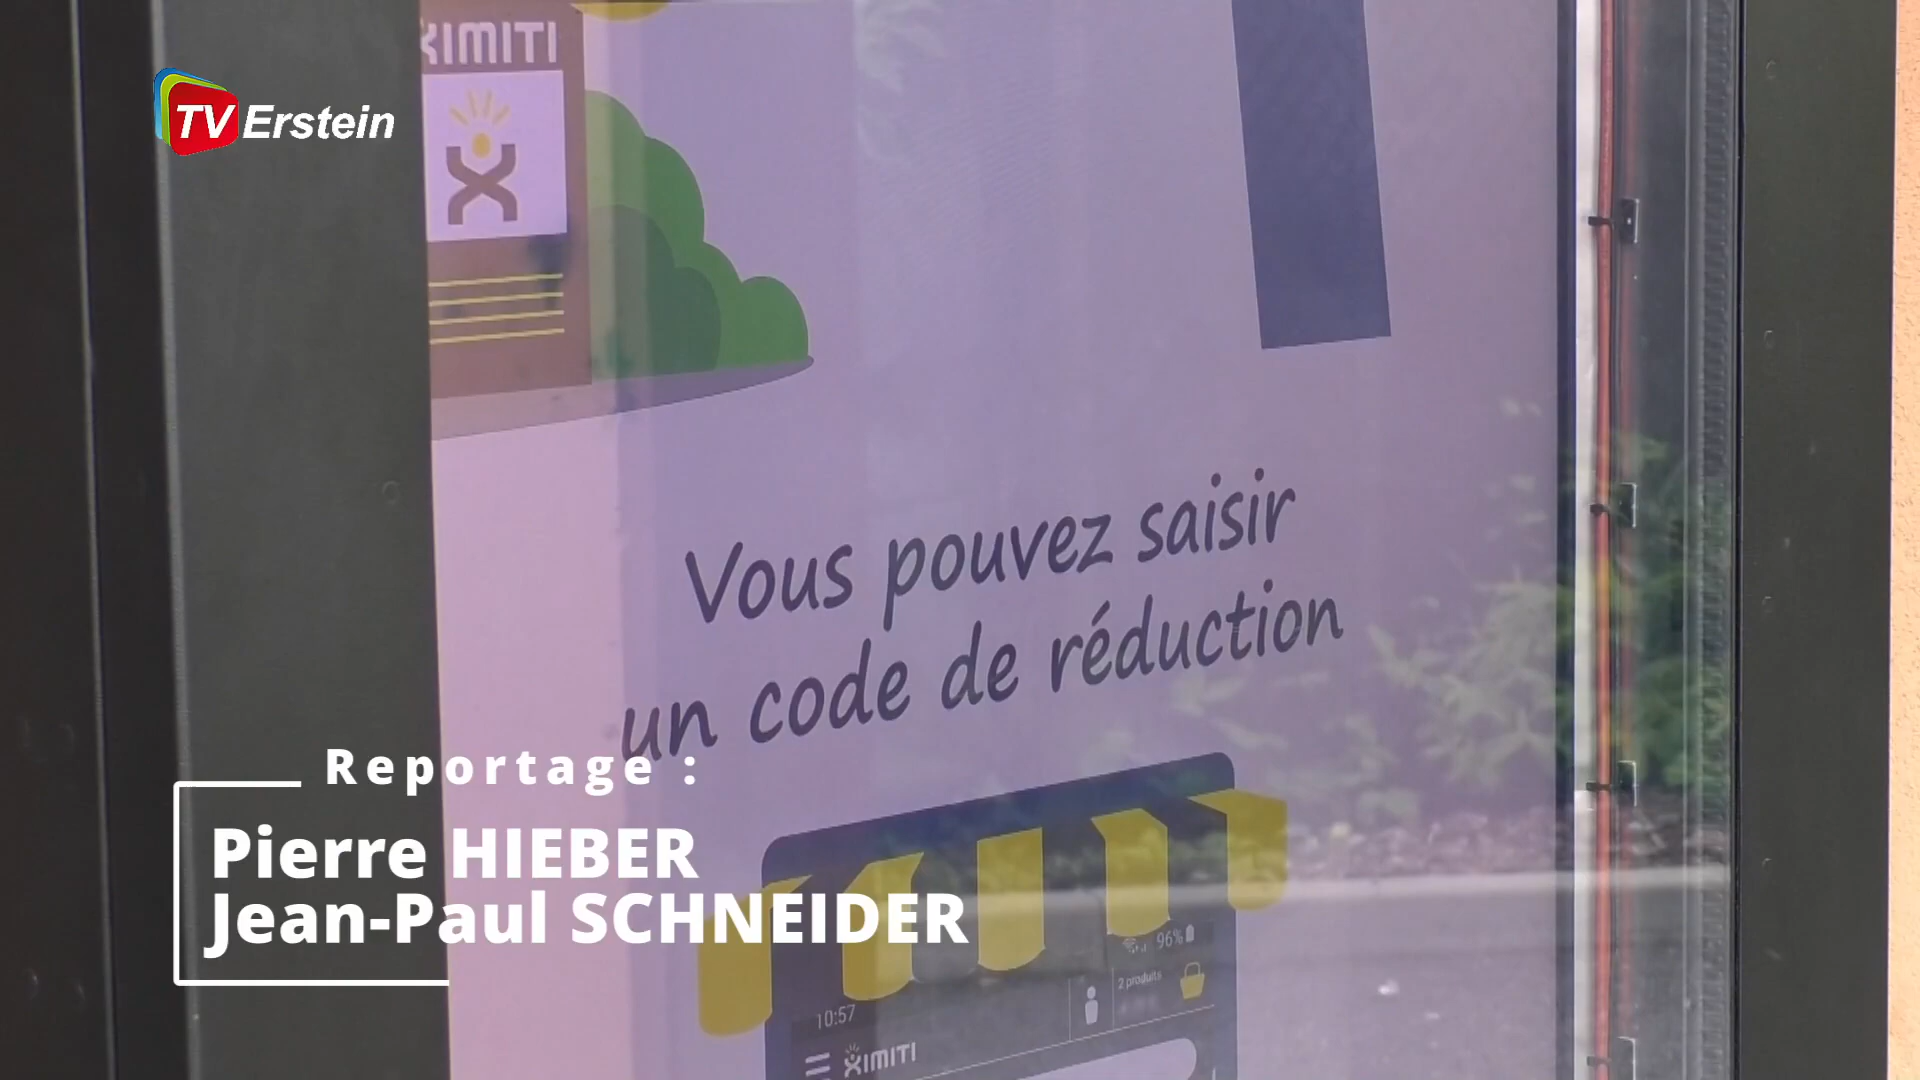 XIMITI
TV Erstein
Vous pouvez saisir
un code de réduction
Reportage :
Pierre HIEBER
Jean-Paul SCHNEIDER
96%
2 produits
10:57
XIMITI